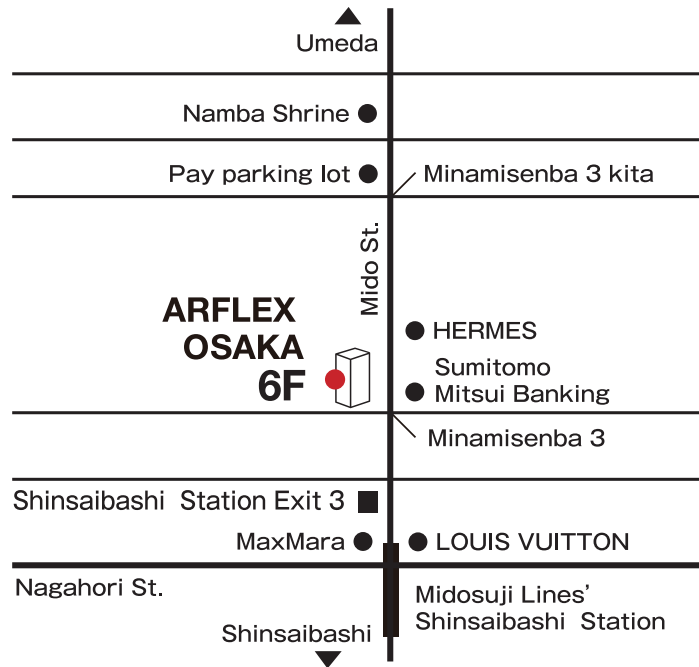 Umeda
Namba Shrine
Pay parking lot
Minamisenba 3 kita
Mido St.
ARFLEX
OSAKA
6F
HERMES
Sumitomo
Mitsui Banking
Minamisenba 3
Shinsaibashi Station Exit 3
MaxMara
LOUIS VUITTON
Nagahori St.
Midosuji Lines’
Shinsaibashi Station
Shinsaibashi